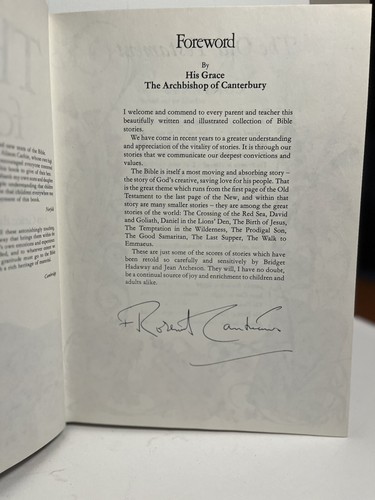 Foreword
By
His Grace
The Archbishop of Canterbury
I welcome and commend to every parent and teacher this
beautifully written and illustrated collection of Bible
stories.
We have come in recent years to a greater understanding
and appreciation of the vitality of stories. It is through our
stories that we communicate our deepest convictions and
values.
The Bible is itself a most moving and absorbing story –
the story of God's creative, saving love for his people. That
is the great theme which runs from the first page of the Old
Testament to the last page of the New, and within that
story are many smaller stories – they are among the great
stories of the world: The Crossing of the Red Sea, David
and Goliath, Daniel in the Lions' Den, The Birth of Jesus,
The Temptation in the Wilderness, The Prodigal Son,
The Good Samaritan, The Last Supper, The Walk to
Emmaeus.
These are just some of the scores of stories which have
been retold so carefully and sensitively by Bridget
Hadaway and Jean Atcheson. They will, I have no doubt,
be a continual source of joy and enrichment to children and
adults alike.
Robert Cantuar